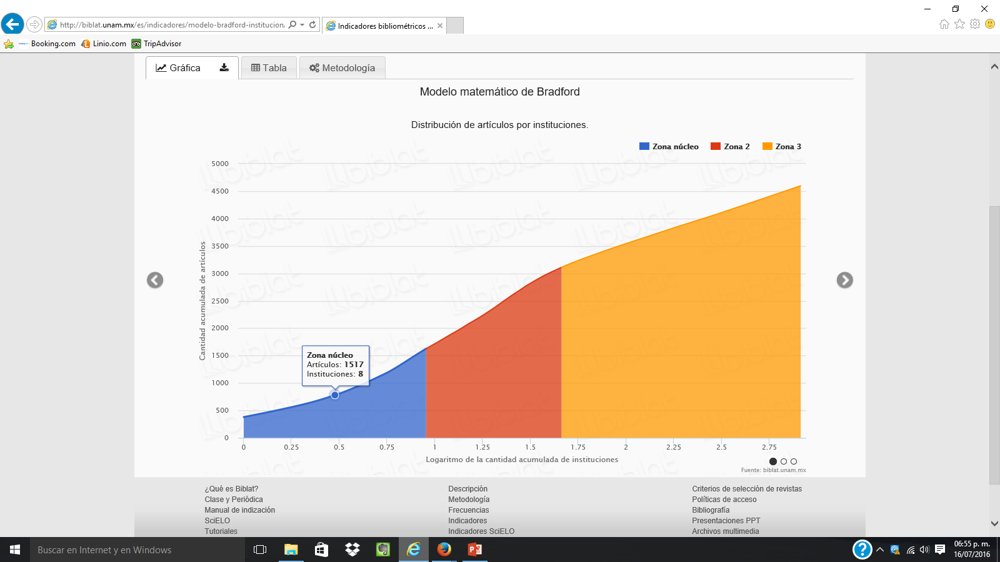 http://biblat.unam.mx/es/indicadores/modelo-bradford-institucion/
Indicadores bibliométricos ...
Booking.com Linio.com TripAdvisor
Gráfica Tabla Metodología
Modelo matemático de Bradford
Distribución de artículos por instituciones.
Zona núcleo Zona 2 Zona 3
5000
4500
4000
3500
3000
2500
2000
1500
1000
500
0
Cantidad acumulada de artículos
Zona núcleo
Artículos: 1517
Instituciones: 8
0 0.25 0.5 0.75 1 1.25 1.5 1.75 2 2.25 2.5 2.75
Logaritmo de la cantidad acumulada de instituciones
Fuente: biblat.unam.mx
biblat
¿Qué es Biblat? Descripción Criterios de selección de revistas
Clase y Periódica Metodología Políticas de acceso
Manual de indización Frecuencias Bibliografía
SciELO Indicadores Presentaciones PPT
Tutoriales Indicadores SciELO Archivos multimedia
Buscar en Internet y en Windows
06:55 p. m.
16/07/2016